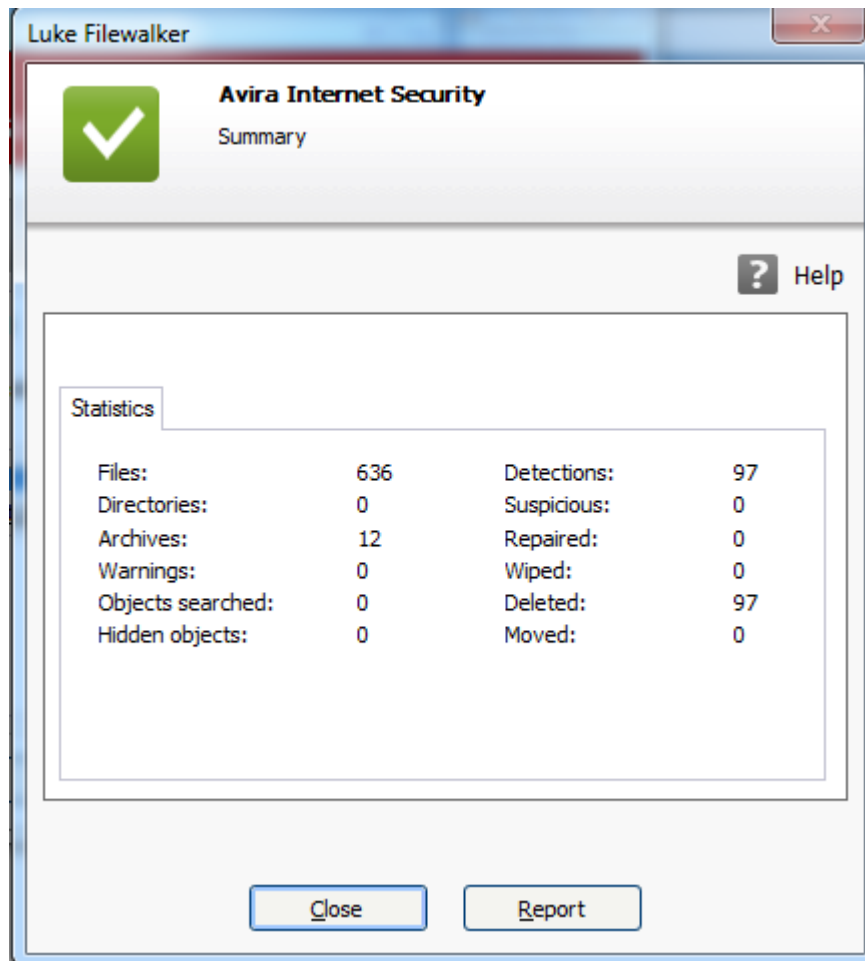 Luke Filewalker
Avira Internet Security
Summary
? Help
Statistics
Files: 636 Detections: 97
Directories: 0 Suspicious: 0
Archives: 12 Repaired: 0
Warnings: 0 Wiped: 0
Objects searched: 0 Deleted: 97
Hidden objects: 0 Moved: 0
Close Report